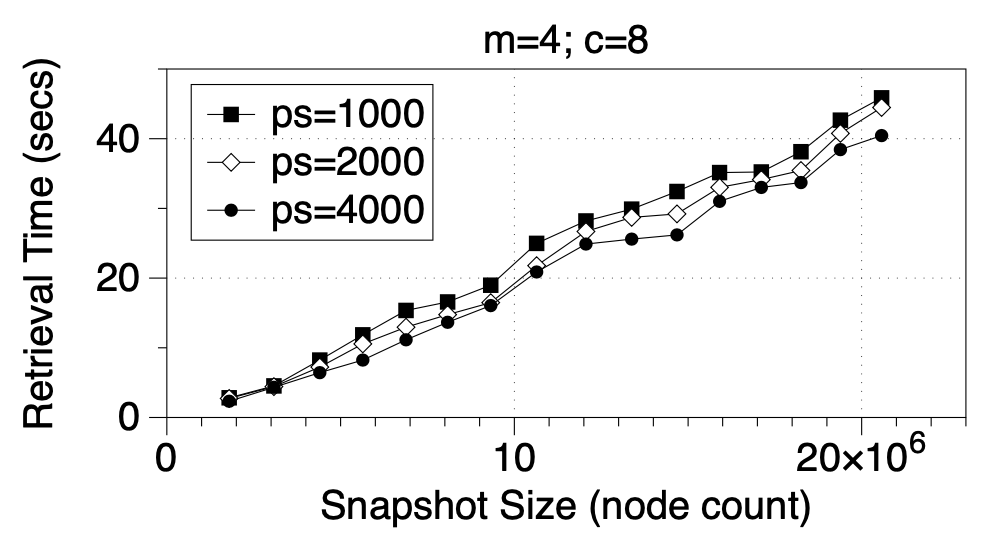 m=4; c=8
ps=1000
ps=2000
ps=4000
Retrieval Time (secs)
40
20
0
0
10
20×10⁶
Snapshot Size (node count)